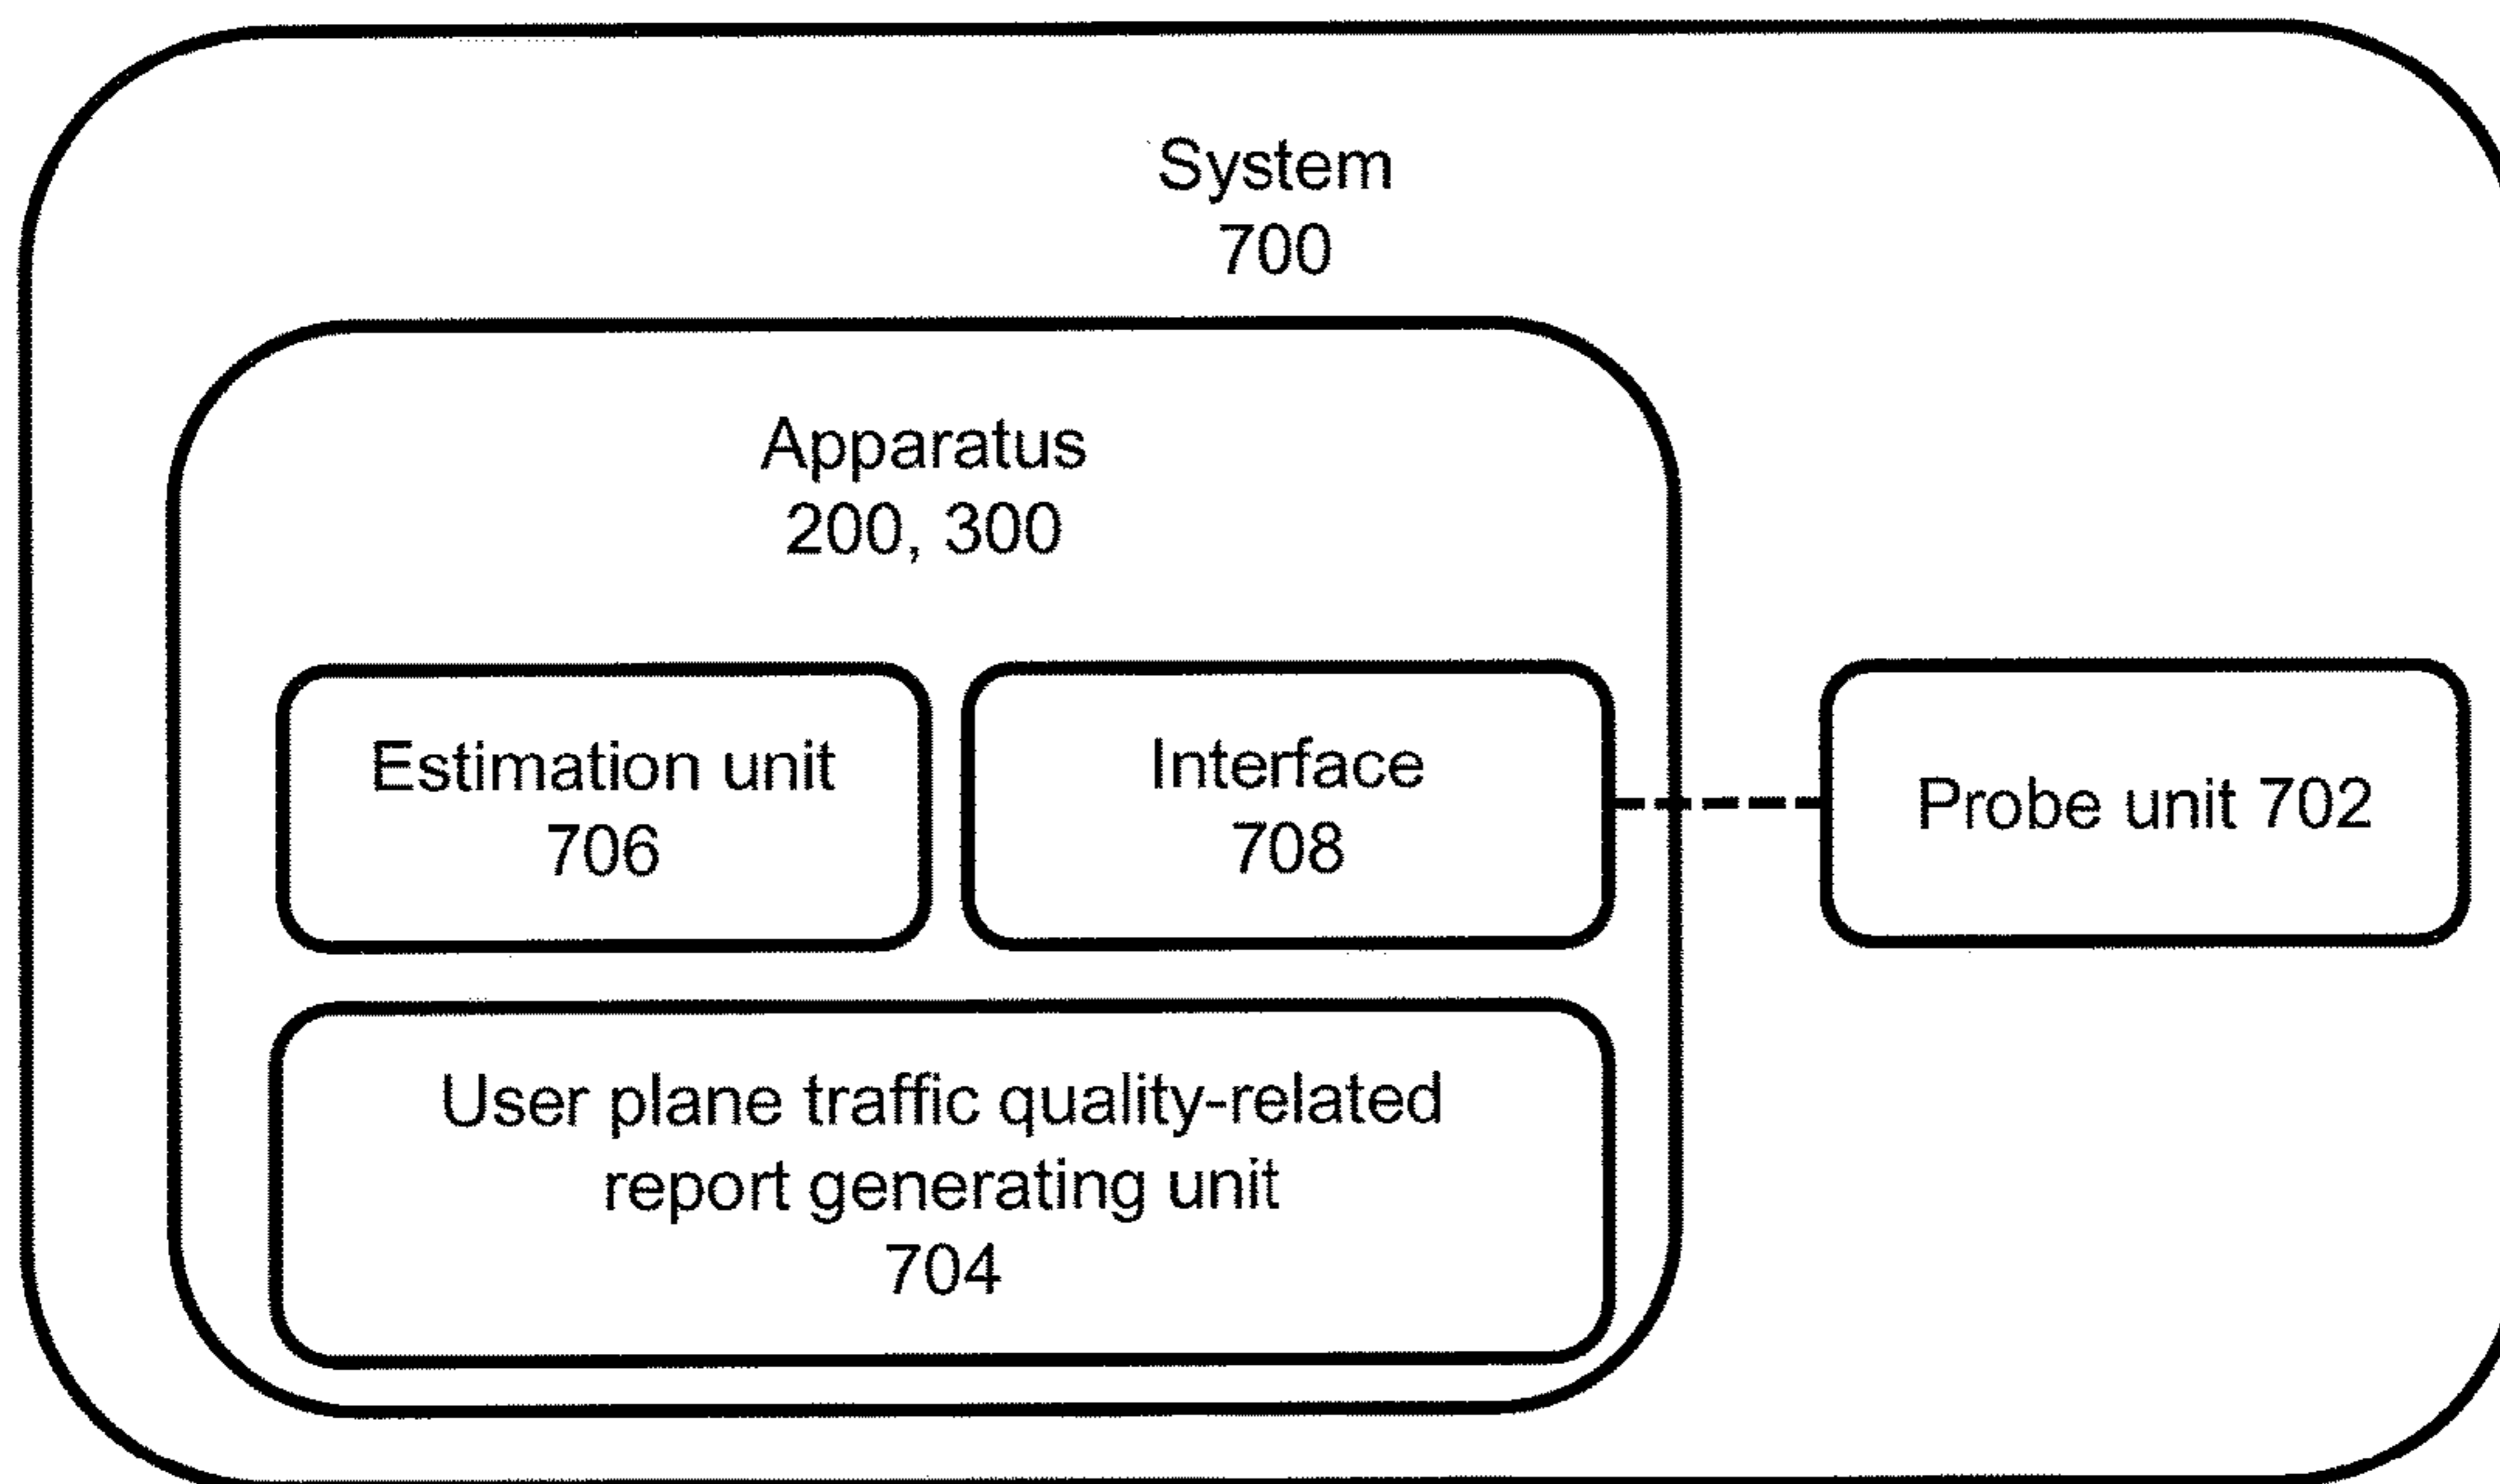 System
700
Apparatus
200, 300
Estimation unit
706
Interface
708
Probe unit 702
User plane traffic quality-related
report generating unit
704